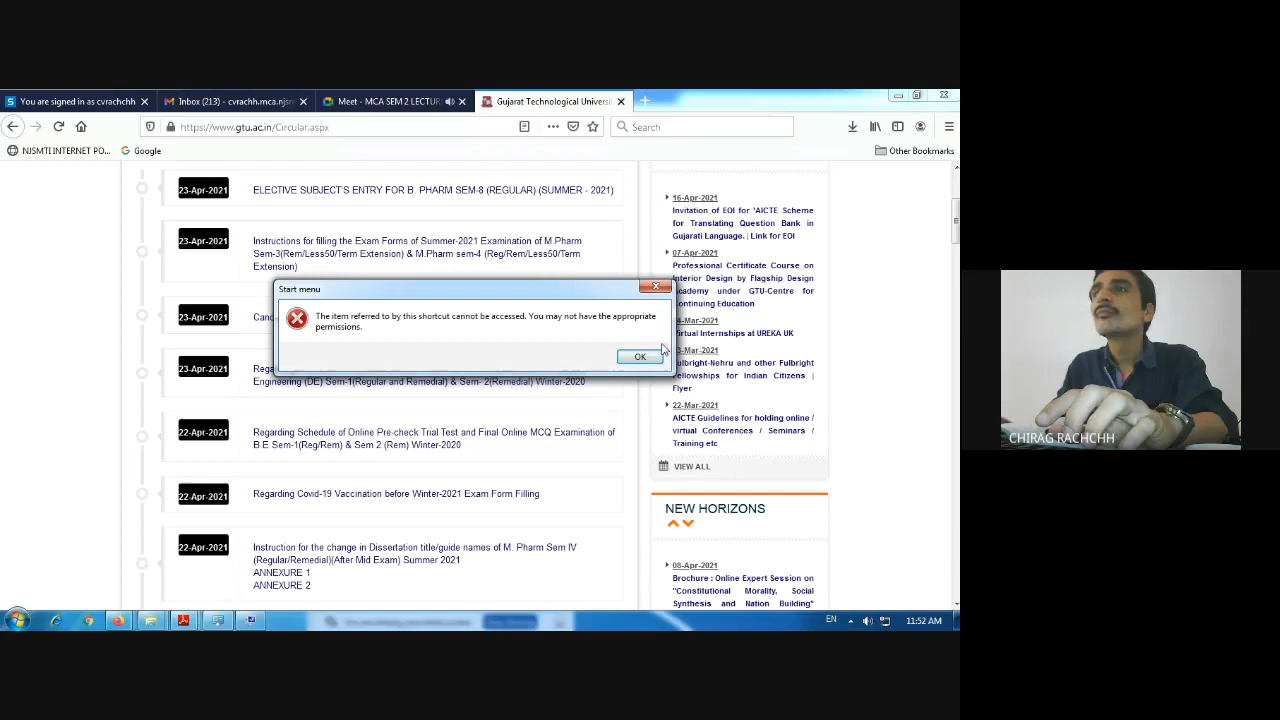 You are signed in as cvrachchh
Inbox (213) - cvrachh.mca.njsm
Meet - MCA SEM 2 LECTUR
Gujarat Technological Universi
https://www.gtu.ac.in/Circular.aspx
Search
NJSMTI INTERNET PO...
Google
Other Bookmarks
23-Apr-2021
ELECTIVE SUBJECT'S ENTRY FOR B. PHARM SEM-8 (REGULAR) (SUMMER - 2021)
23-Apr-2021
Instructions for filling the Exam Forms of Summer-2021 Examination of M.Pharm
Sem-3(Rem/Less50/Term Extension) & M.Pharm sem-4 (Reg/Rem/Less50/Term
Extension)
23-Apr-2021
23-Apr-2021
Engineering (DE) Sem-1(Regular and Remedial) & Sem- 2(Remedial) Winter-2020
22-Apr-2021
Regarding Schedule of Online Pre-check Trial Test and Final Online MCQ Examination of
B.E Sem-1(Reg/Rem) & Sem 2 (Rem) Winter-2020
22-Apr-2021
Regarding Covid-19 Vaccination before Winter-2021 Exam Form Filling
22-Apr-2021
Instruction for the change in Dissertation title/guide names of M. Pharm Sem IV
(Regular/Remedial)(After Mid Exam) Summer 2021
ANNEXURE 1
ANNEXURE 2
Start menu
The item referred to by this shortcut cannot be accessed. You may not have the appropriate
permissions.
OK
16-Apr-2021
Invitation of EOI for 'AICTE Scheme
for Translating Question Bank in
Gujarati Language. | Link for EOI
07-Apr-2021
Professional Certificate Course on
Interior Design by Flagship Design
Academy under GTU-Centre for
Continuing Education
-Mar-2021
Virtual Internships at UREKA UK
-Mar-2021
Fulbright-Nehru and other Fulbright
Fellowships for Indian Citizens |
Flyer
22-Mar-2021
AICTE Guidelines for holding online /
virtual Conferences / Seminars /
Training etc
VIEW ALL
NEW HORIZONS
08-Apr-2021
Brochure : Online Expert Session on
"Constitutional Morality, Social
Synthesis and Nation Building"
EN
11:52 AM
CHIRAG RACHCHH